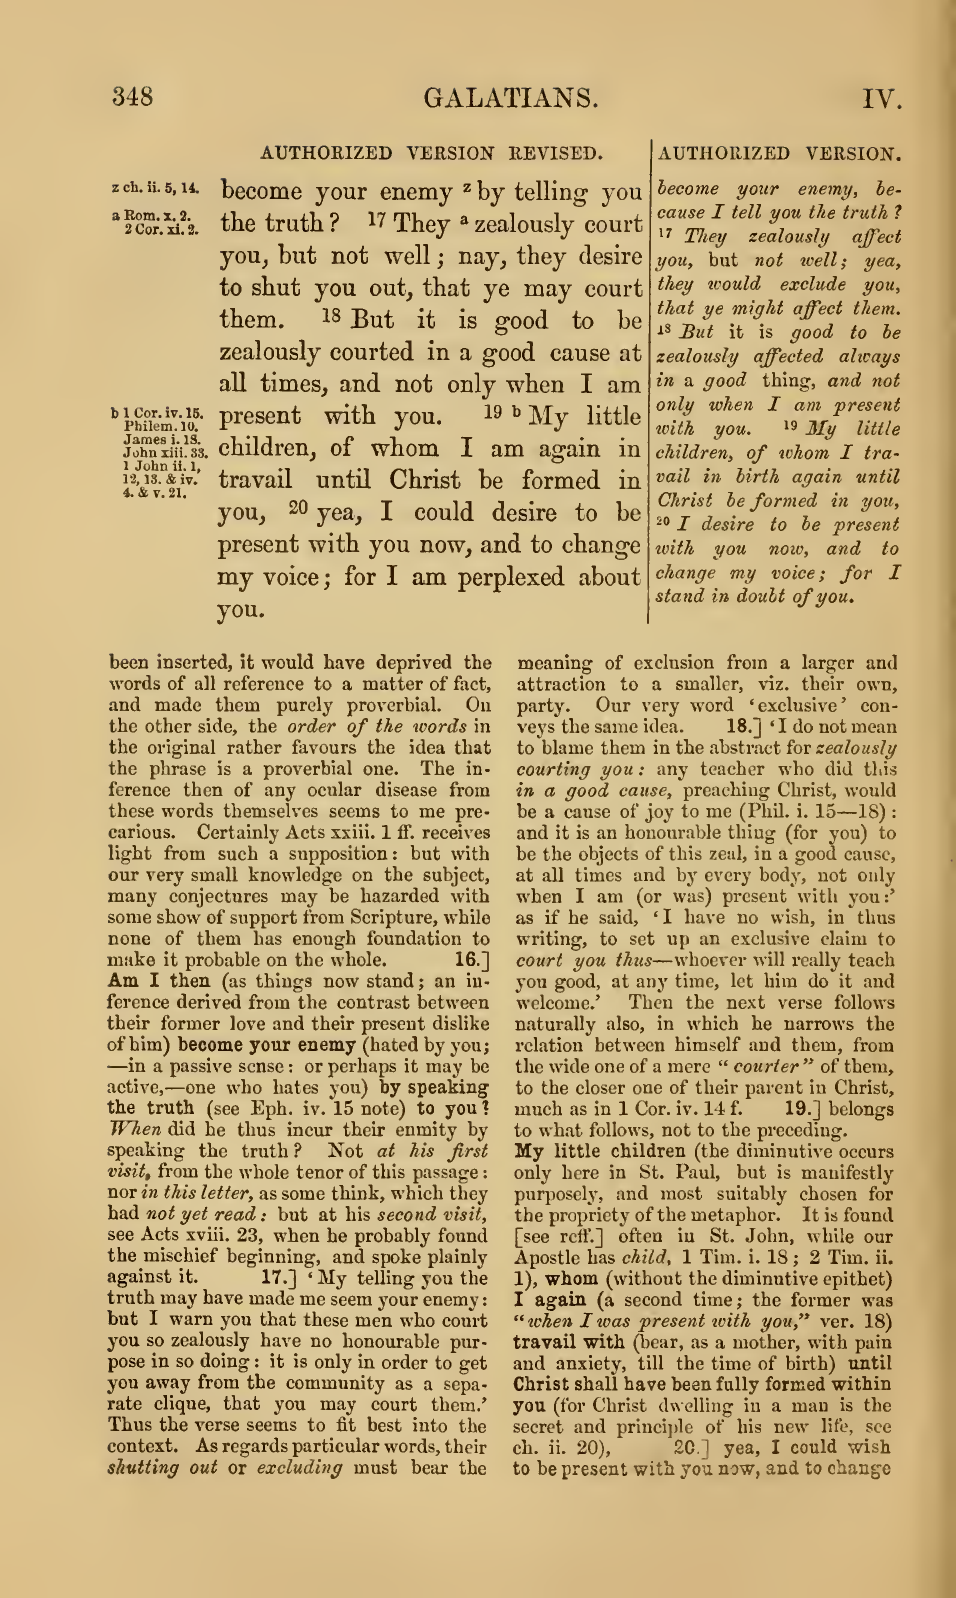 348
GALATIANS.
IV.
AUTHORIZED VERSION REVISED.
z ch. ii. 5, 14.
a Rom. x. 2.
2 Cor. xi. 2.
b 1 Cor. iv. 15.
Philem. 10.
James i. 18.
John xiii. 33.
1 John ii. 1,
12, 13. & iv.
4. & v. 21.
become your enemy z by telling you
the truth ? 17 They a zealously court
you, but not well ; nay, they desire
to shut you out, that ye may court
them. 18 But it is good to be
zealously courted in a good cause at
all times, and not only when I am
present with you. 19 b My little
children, of whom I am again in
travail until Christ be formed in
you, 20 yea, I could desire to be
present with you now, and to change
my voice ; for I am perplexed about
you.
AUTHORIZED VERSION.
become your enemy, be-
cause I tell you the truth ?
17 They zealously affect
you, but not well; yea,
they would exclude you,
that ye might affect them.
18 But it is good to be
zealously affected always
in a good thing, and not
only when I am present
with you. 19 My little
children, of whom I tra-
vail in birth again until
Christ be formed in you,
20 I desire to be present
with you now, and to
change my voice; for I
stand in doubt of you.
been inserted, it would have deprived the
words of all reference to a matter of fact,
and made them purely proverbial. On
the other side, the order of the words in
the original rather favours the idea that
the phrase is a proverbial one. The in-
ference then of any ocular disease from
these words themselves seems to me pre-
carious. Certainly Acts xxiii. 1 ff. receives
light from such a supposition: but with
our very small knowledge on the subject,
many conjectures may be hazarded with
some show of support from Scripture, while
none of them has enough foundation to
make it probable on the whole. 16.]
Am I then (as things now stand; an in-
ference derived from the contrast between
their former love and their present dislike
of him) become your enemy (hated by you;
—in a passive sense: or perhaps it may be
active,—one who hates you) by speaking
the truth (see Eph. iv. 15 note) to you?
When did he thus incur their enmity by
speaking the truth? Not at his first
visit, from the whole tenor of this passage:
nor in this letter, as some think, which they
had not yet read: but at his second visit,
see Acts xviii. 23, when he probably found
the mischief beginning, and spoke plainly
against it. 17.] ‘My telling you the
truth may have made me seem your enemy:
but I warn you that these men who court
you so zealously have no honourable pur-
pose in so doing: it is only in order to get
you away from the community as a sepa-
rate clique, that you may court them.’
Thus the verse seems to fit best into the
context. As regards particular words, their
shutting out or excluding must bear the
meaning of exclusion from a larger and
attraction to a smaller, viz. their own,
party. Our very word ‘exclusive’ con-
veys the same idea. 18.] ‘I do not mean
to blame them in the abstract for zealously
courting you: any teacher who did this
in a good cause, preaching Christ, would
be a cause of joy to me (Phil. i. 15—18):
and it is an honourable thing (for you) to
be the objects of this zeal, in a good cause,
at all times and by every body, not only
when I am (or was) present with you:’
as if he said, ‘I have no wish, in thus
writing, to set up an exclusive claim to
court you thus—whoever will really teach
you good, at any time, let him do it and
welcome.’ Then the next verse follows
naturally also, in which he narrows the
relation between himself and them, from
the wide one of a mere “courter” of them,
to the closer one of their parent in Christ,
much as in 1 Cor. iv. 14 f. 19.] belongs
to what follows, not to the preceding.
My little children (the diminutive occurs
only here in St. Paul, but is manifestly
purposely, and most suitably chosen for
the propriety of the metaphor. It is found
[see reff.] often in St. John, while our
Apostle has child, 1 Tim. i. 18; 2 Tim. ii.
1), whom (without the diminutive epithet)
I again (a second time; the former was
“when I was present with you,” ver. 18)
travail with (bear, as a mother, with pain
and anxiety, till the time of birth) until
Christ shall have been fully formed within
you (for Christ dwelling in a man is the
secret and principle of his new life, see
ch. ii. 20), 20.] yea, I could wish
to be present with you now, and to change